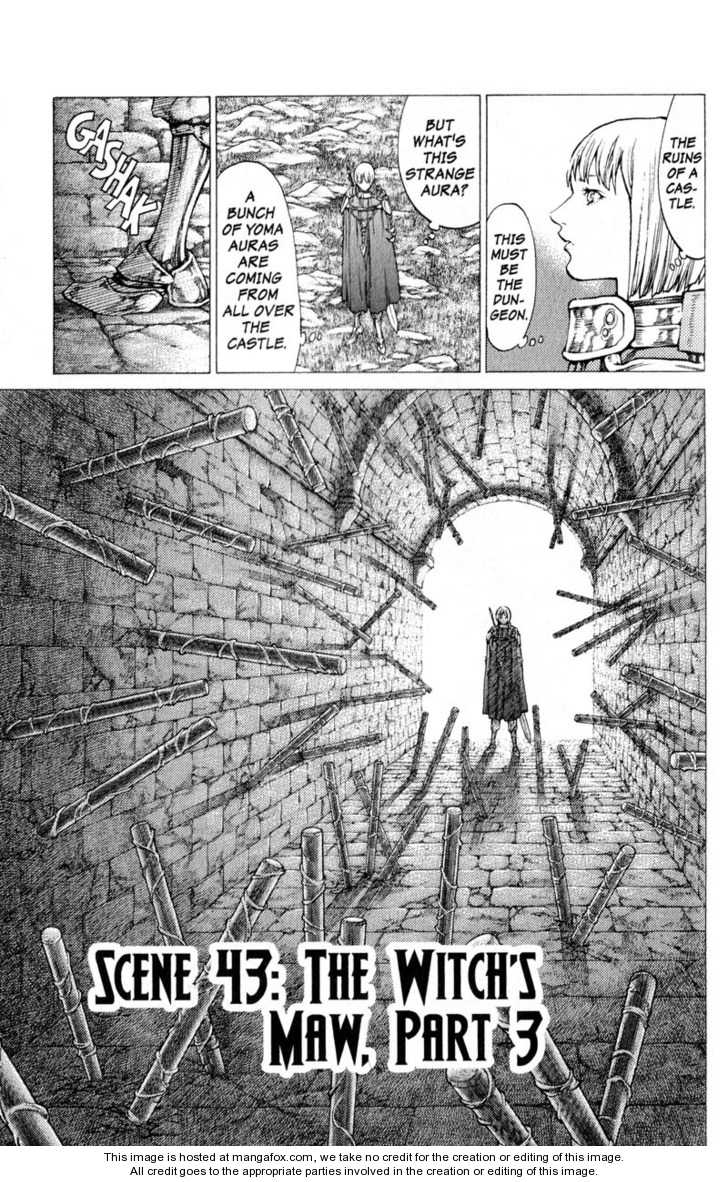 THE
RUINS
OF A
CAS-
TLE.
THIS
MUST
BE
THE
DUN-
GEON.
BUT
WHAT'S
THIS
STRANGE
AURA?
A
BUNCH
OF YOMA
AURAS
ARE
COMING
FROM
ALL OVER
THE
CASTLE.
GASHAK
SCENE 43: THE WITCH'S
MAW, PART 3
This image is hosted at mangafox.com, we take no credit for the creation or editing of this image.
All credit goes to the appropriate parties involved in the creation or editing of this image.